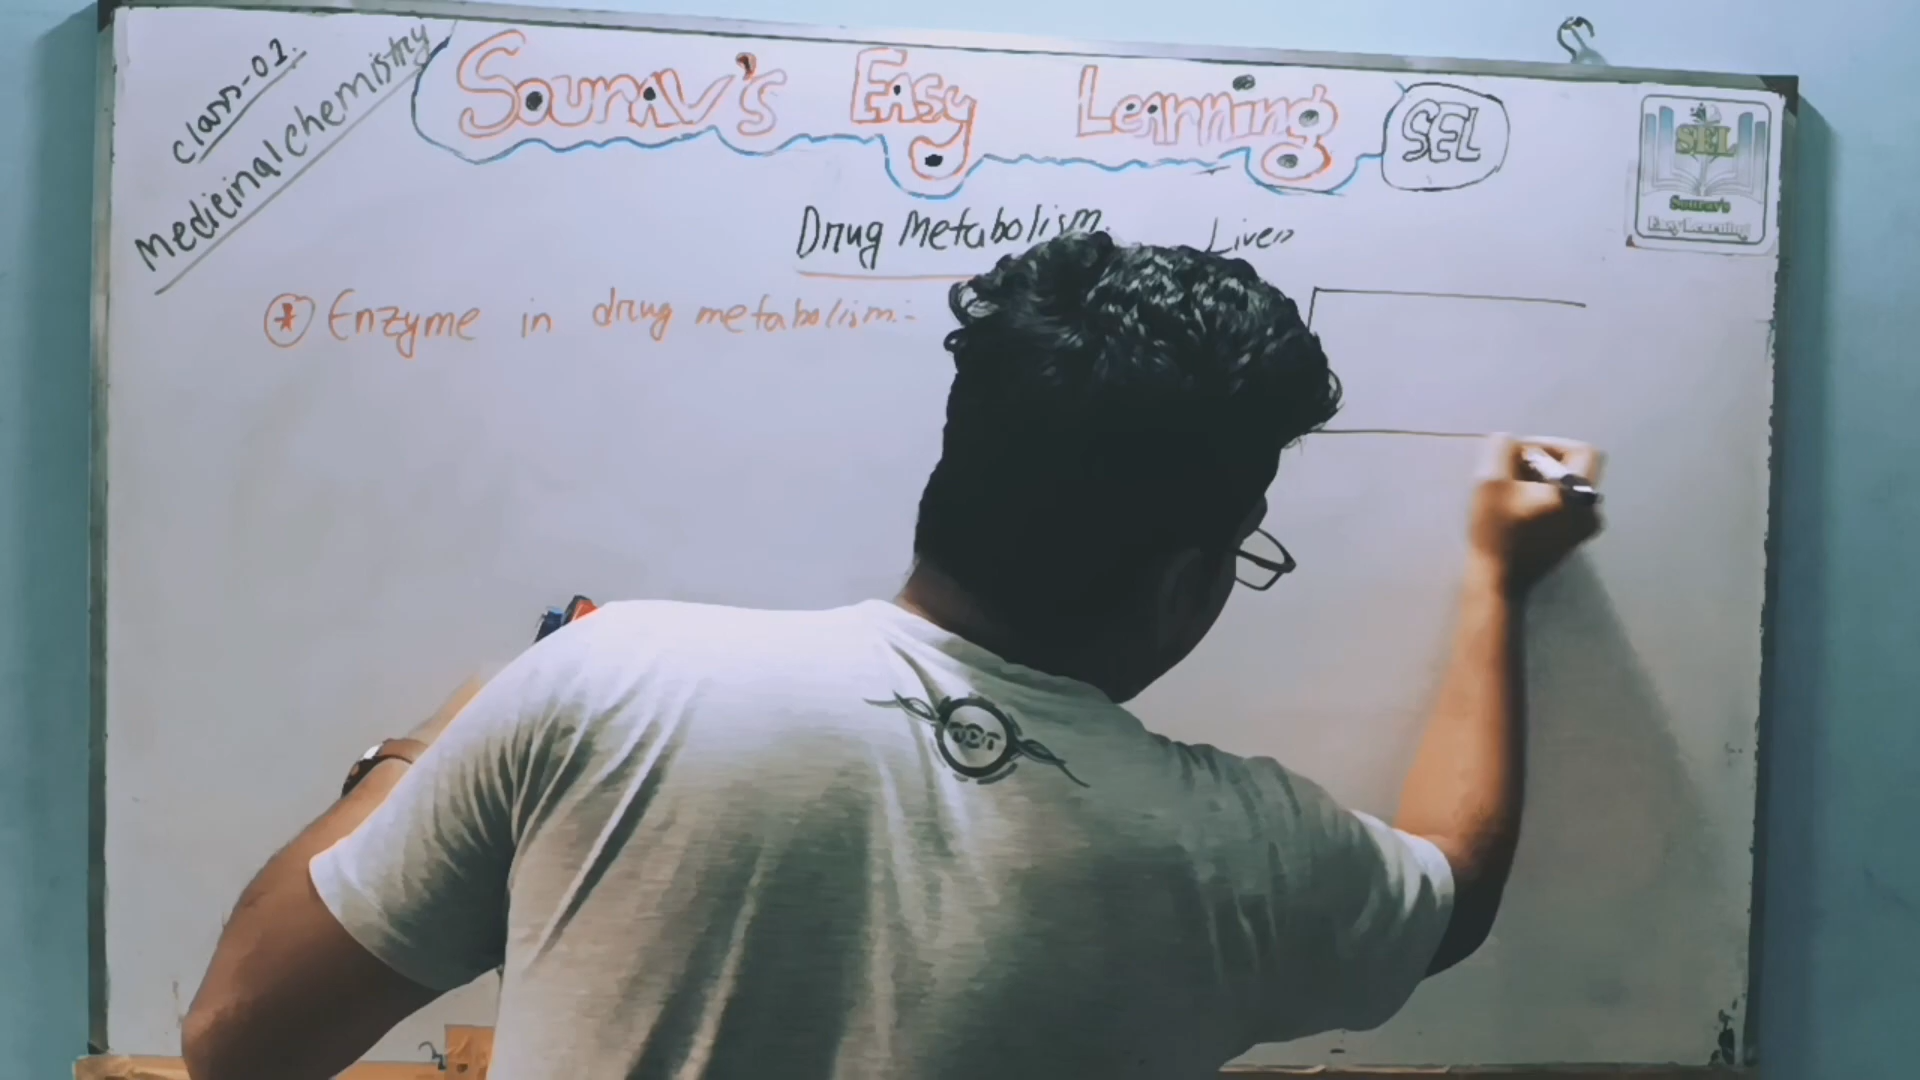 Class-01.
Medicinal chemistry
Sourav's Easy Learning SEL
SEL
Sourav's
Easy Learning
Drug Metabolism.
Liver
* Enzyme in drug metabolism:-